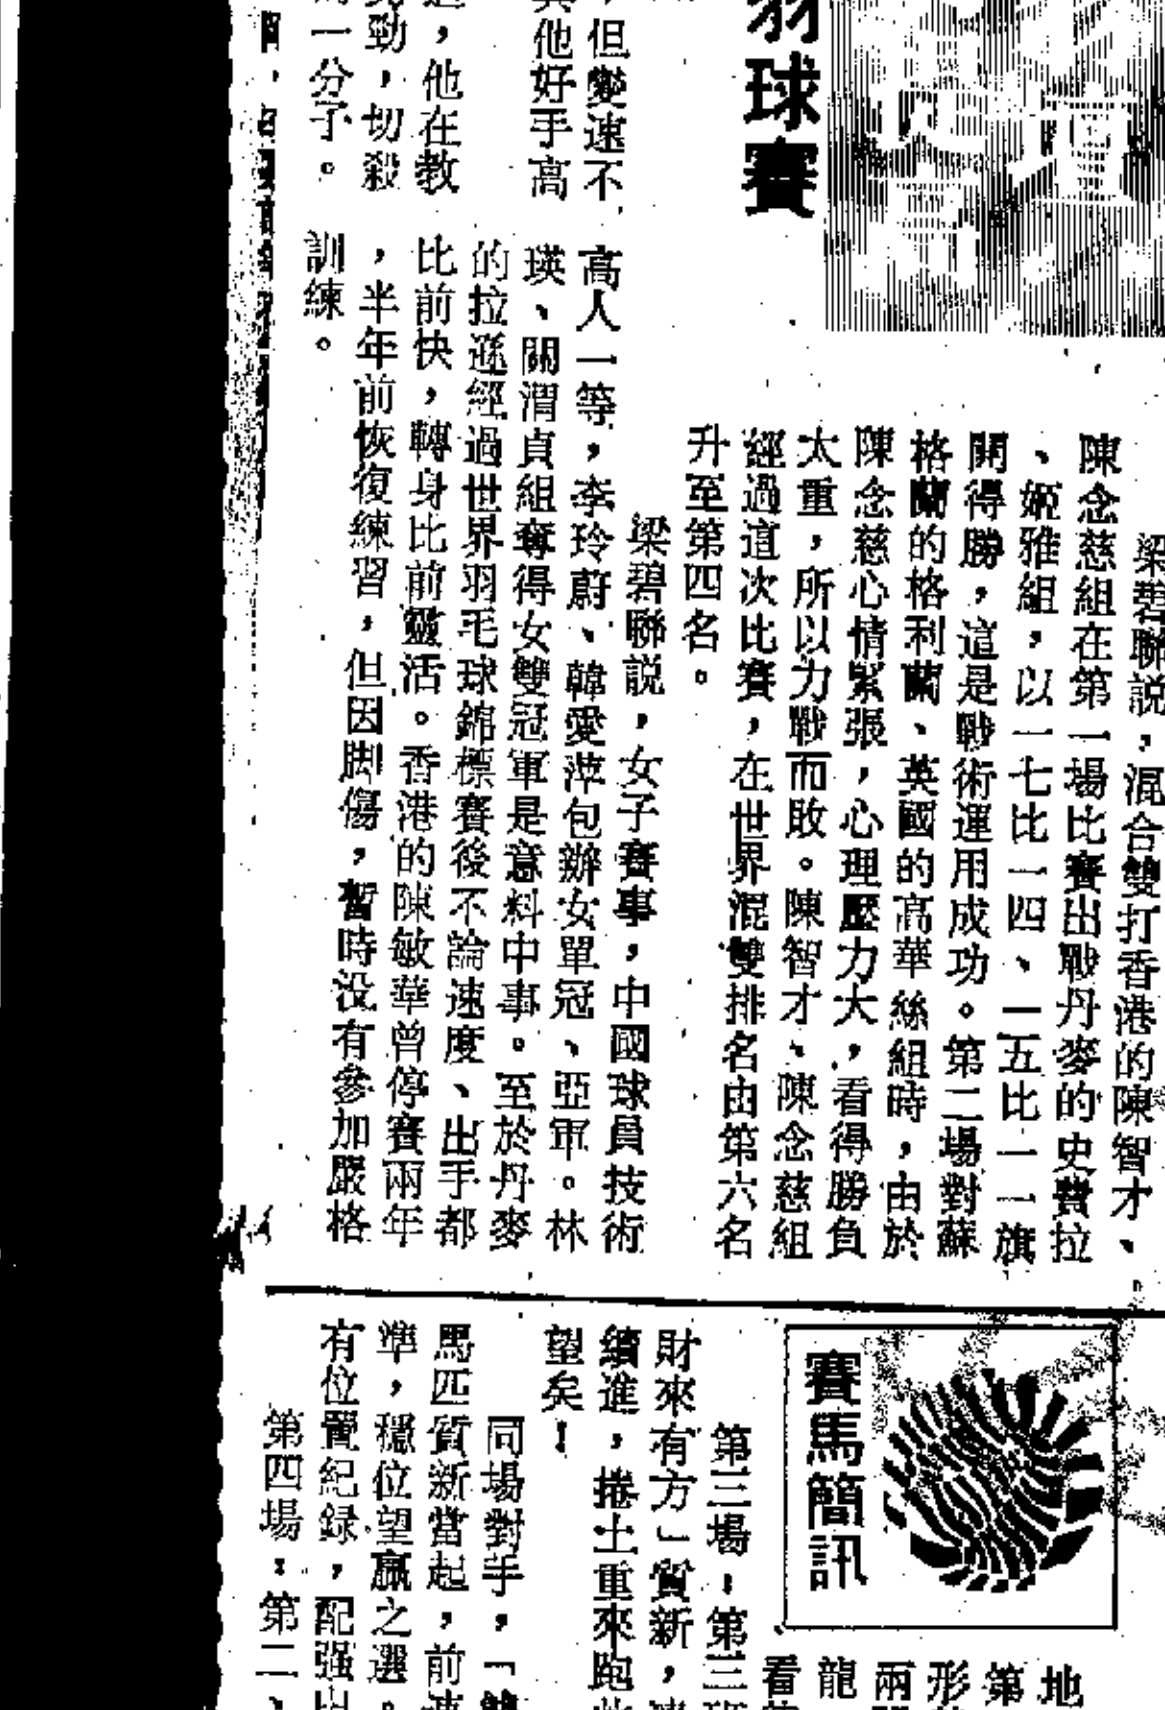 羽球賽
，但變速不
其他好手高
，他在教
勁，切殺
一分子。
梁碧聯説，混合雙打香港的陳智才、
陳念慈組在第一場比賽出戰丹麥的史費拉
、姬雅組，以一七比一四、一五比一一旗
開得勝，這是戰術運用成功。第二場對蘇
格蘭的格利蘭、英國的高華絲組時，由於
陳念慈心情緊張，心理壓力大，看得勝負
太重，所以力戰而敗。陳智才、陳念慈組
經過這次比賽，在世界混雙排名由第六名
升至第四名。
梁碧聯説，女子賽事，中國球員技術
高人一等，李玲蔚、韓愛萍包辦女單冠、亞軍。林
瑛、關渭貞組奪得女雙冠軍是意料中事。至於丹麥
的拉遜經過世界羽毛球錦標賽後不論速度、出手都
比前快，轉身比前靈活。香港的陳敏華曾停賽兩年
，半年前恢復練習，但因脚傷，暫時没有參加嚴格
訓練。
賽馬簡訊
地
第
形
兩
龍
看
第三場，第三班
財來有方」質新，
續進，捲土重來跑
望矣！
同場對手，「
馬匹質新當起，前
準，穩位望贏之選。
有位置紀録，配强
第四場：第二、